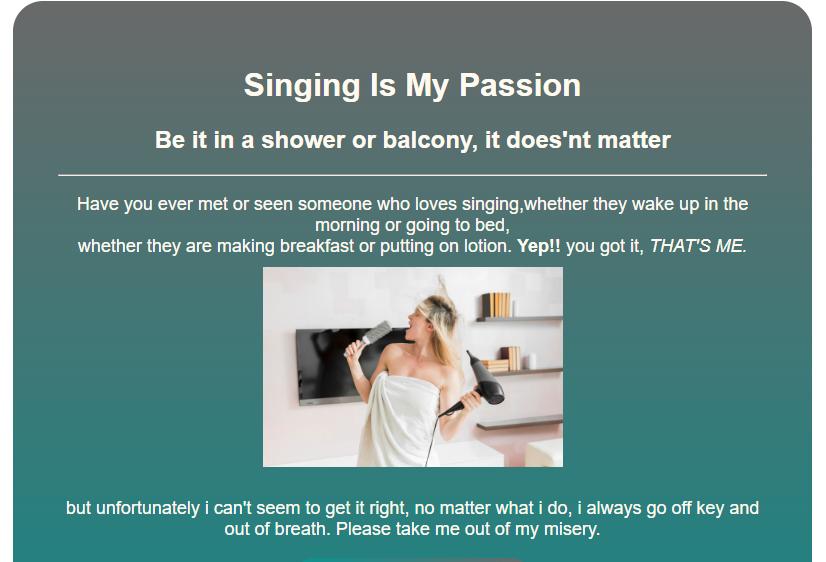 Singing Is My Passion
Be it in a shower or balcony, it does'nt matter
Have you ever met or seen someone who loves singing,whether they wake up in the
morning or going to bed,
whether they are making breakfast or putting on lotion. Yep!! you got it, THAT'S ME.
but unfortunately i can't seem to get it right, no matter what i do, i always go off key and
out of breath. Please take me out of my misery.